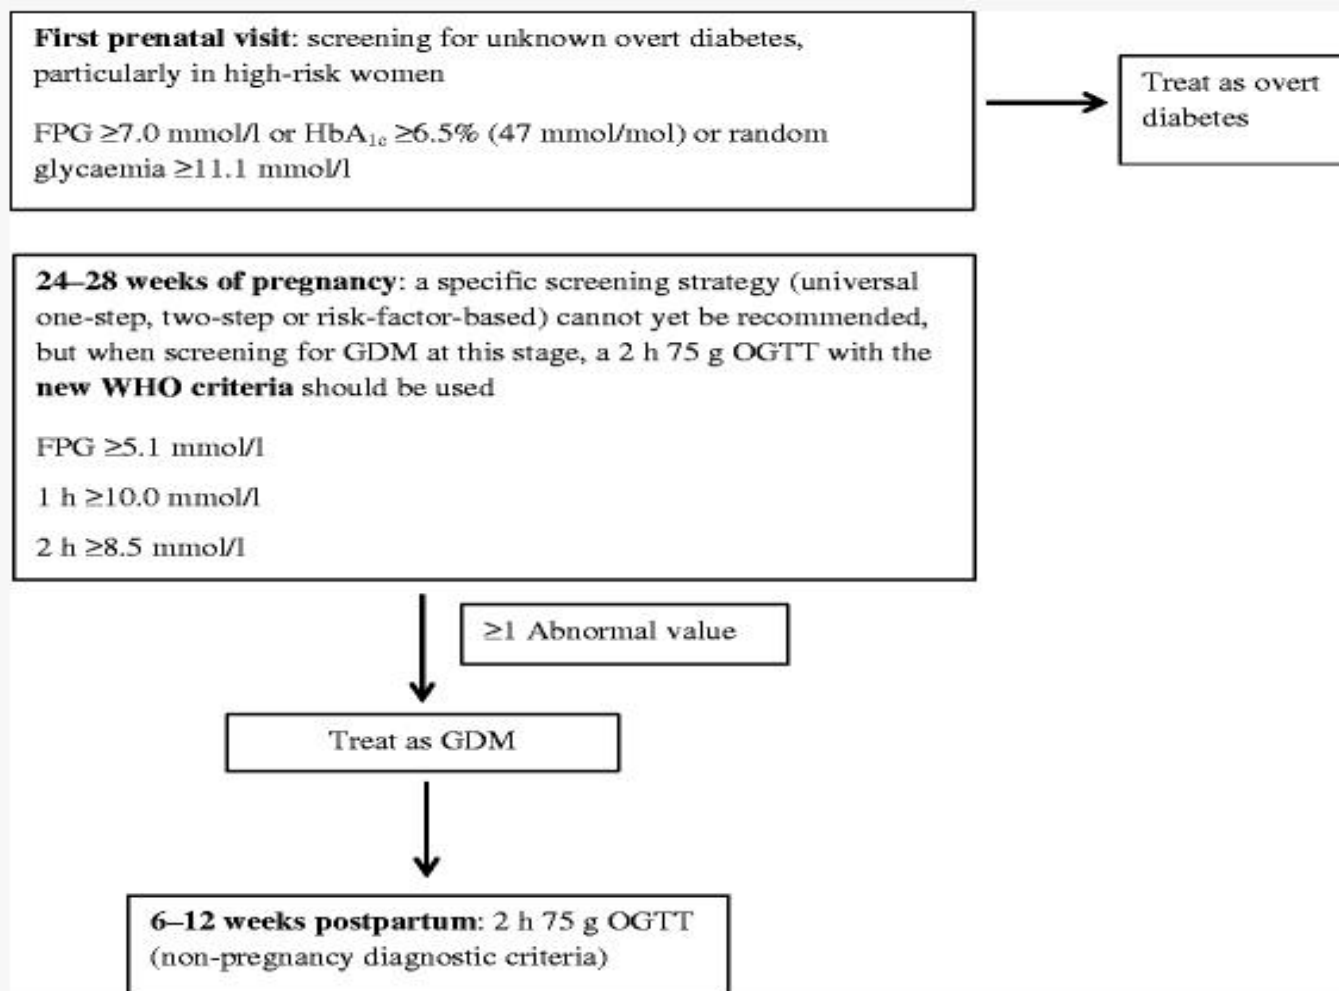 First prenatal visit: screening for unknown overt diabetes,
particularly in high-risk women
FPG ≥7.0 mmol/l or HbA1c ≥6.5% (47 mmol/mol) or random
glycaemia ≥11.1 mmol/l
Treat as overt
diabetes
24–28 weeks of pregnancy: a specific screening strategy (universal
one-step, two-step or risk-factor-based) cannot yet be recommended,
but when screening for GDM at this stage, a 2 h 75 g OGTT with the
new WHO criteria should be used
FPG ≥5.1 mmol/l
1 h ≥10.0 mmol/l
2 h ≥8.5 mmol/l
≥1 Abnormal value
Treat as GDM
6–12 weeks postpartum: 2 h 75 g OGTT
(non-pregnancy diagnostic criteria)